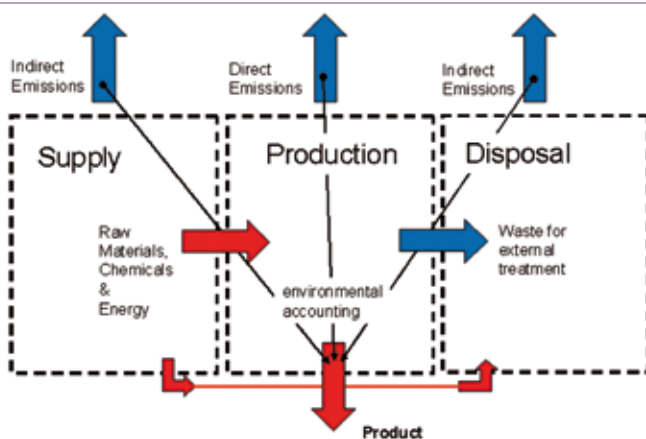 Indirect
Emissions
Direct
Emissions
Indirect
Emissions
Supply
Production
Disposal
Raw
Materials,
Chemicals
&
Energy
Waste for
external
treatment
environmental
accounting
Product